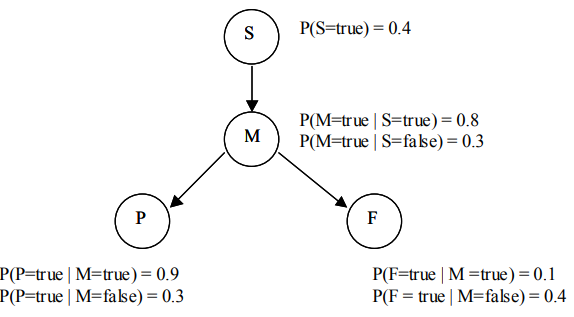 S
P(S=true) = 0.4
P(M=true | S=true) = 0.8
M
P(M=true | S=false) = 0.3
P
F
P(P=true | M=true) = 0.9
P(P=true | M=false) = 0.3
P(F=true | M =true) = 0.1
P(F = true | M=false) = 0.4